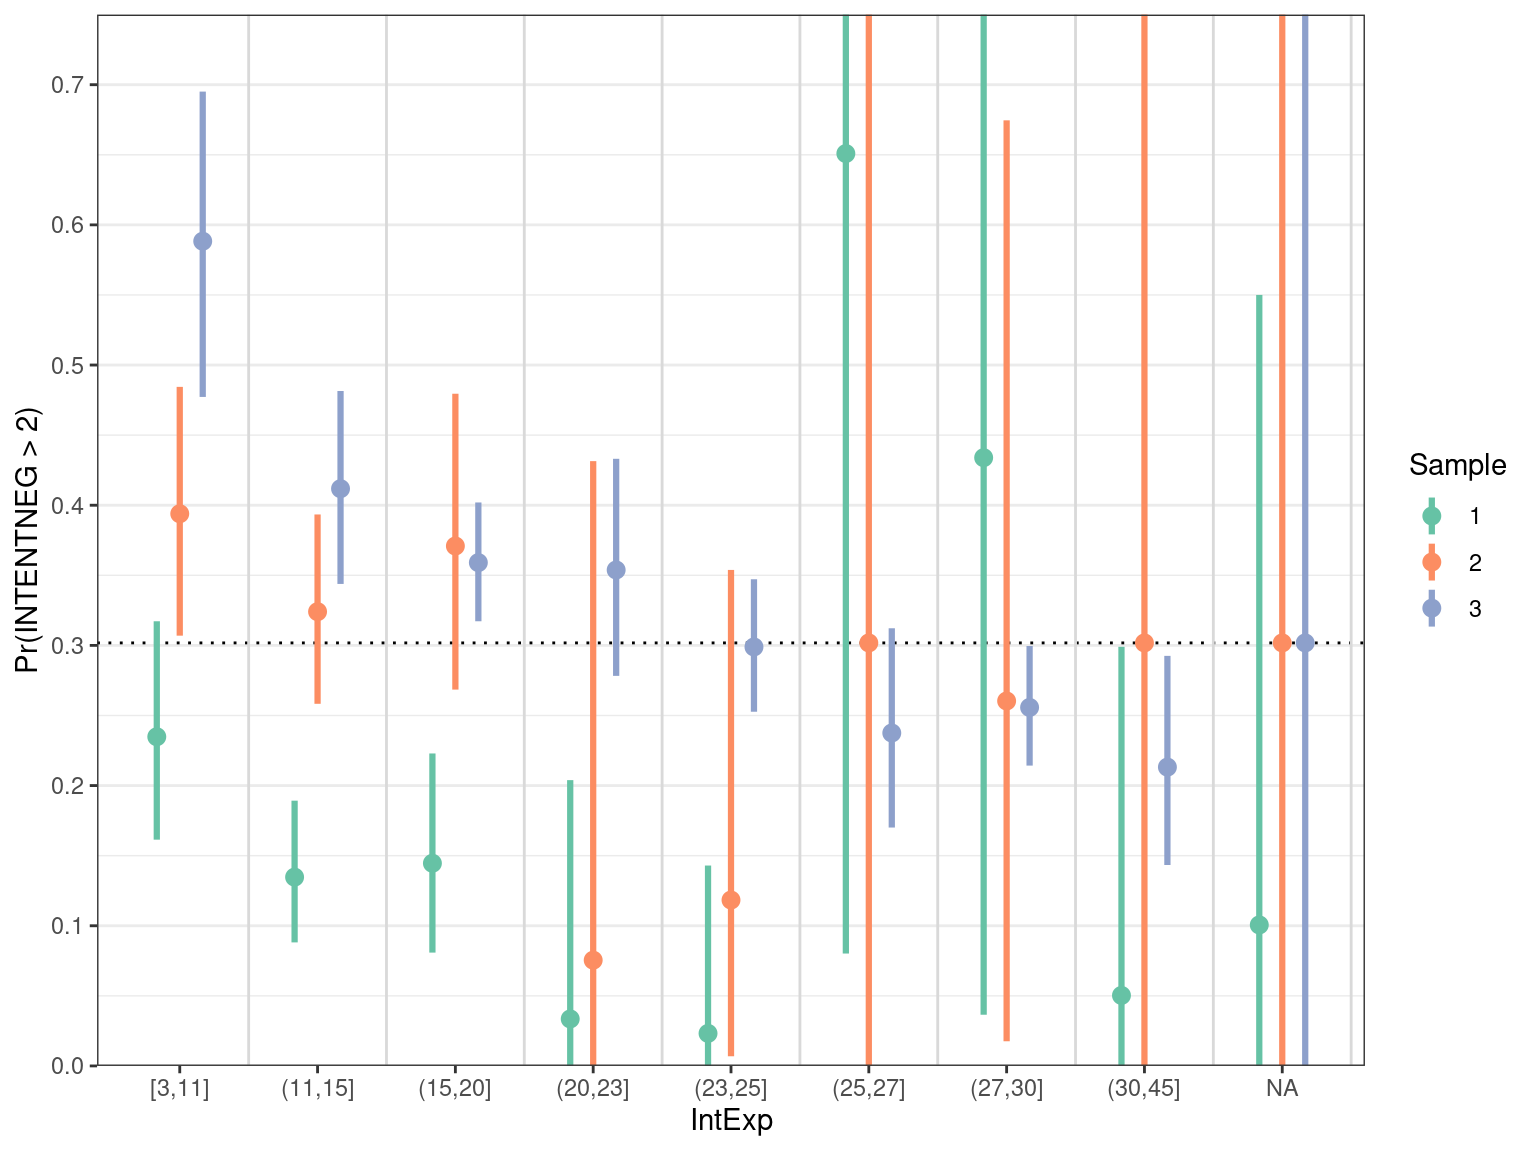 0.7
0.6
0.5
0.4
0.3
0.2
0.1
0.0
Pr(INTENTNEG > 2)
[3,11] (11,15] (15,20] (20,23] (23,25] (25,27] (27,30] (30,45] NA
IntExp
Sample
1
2
3